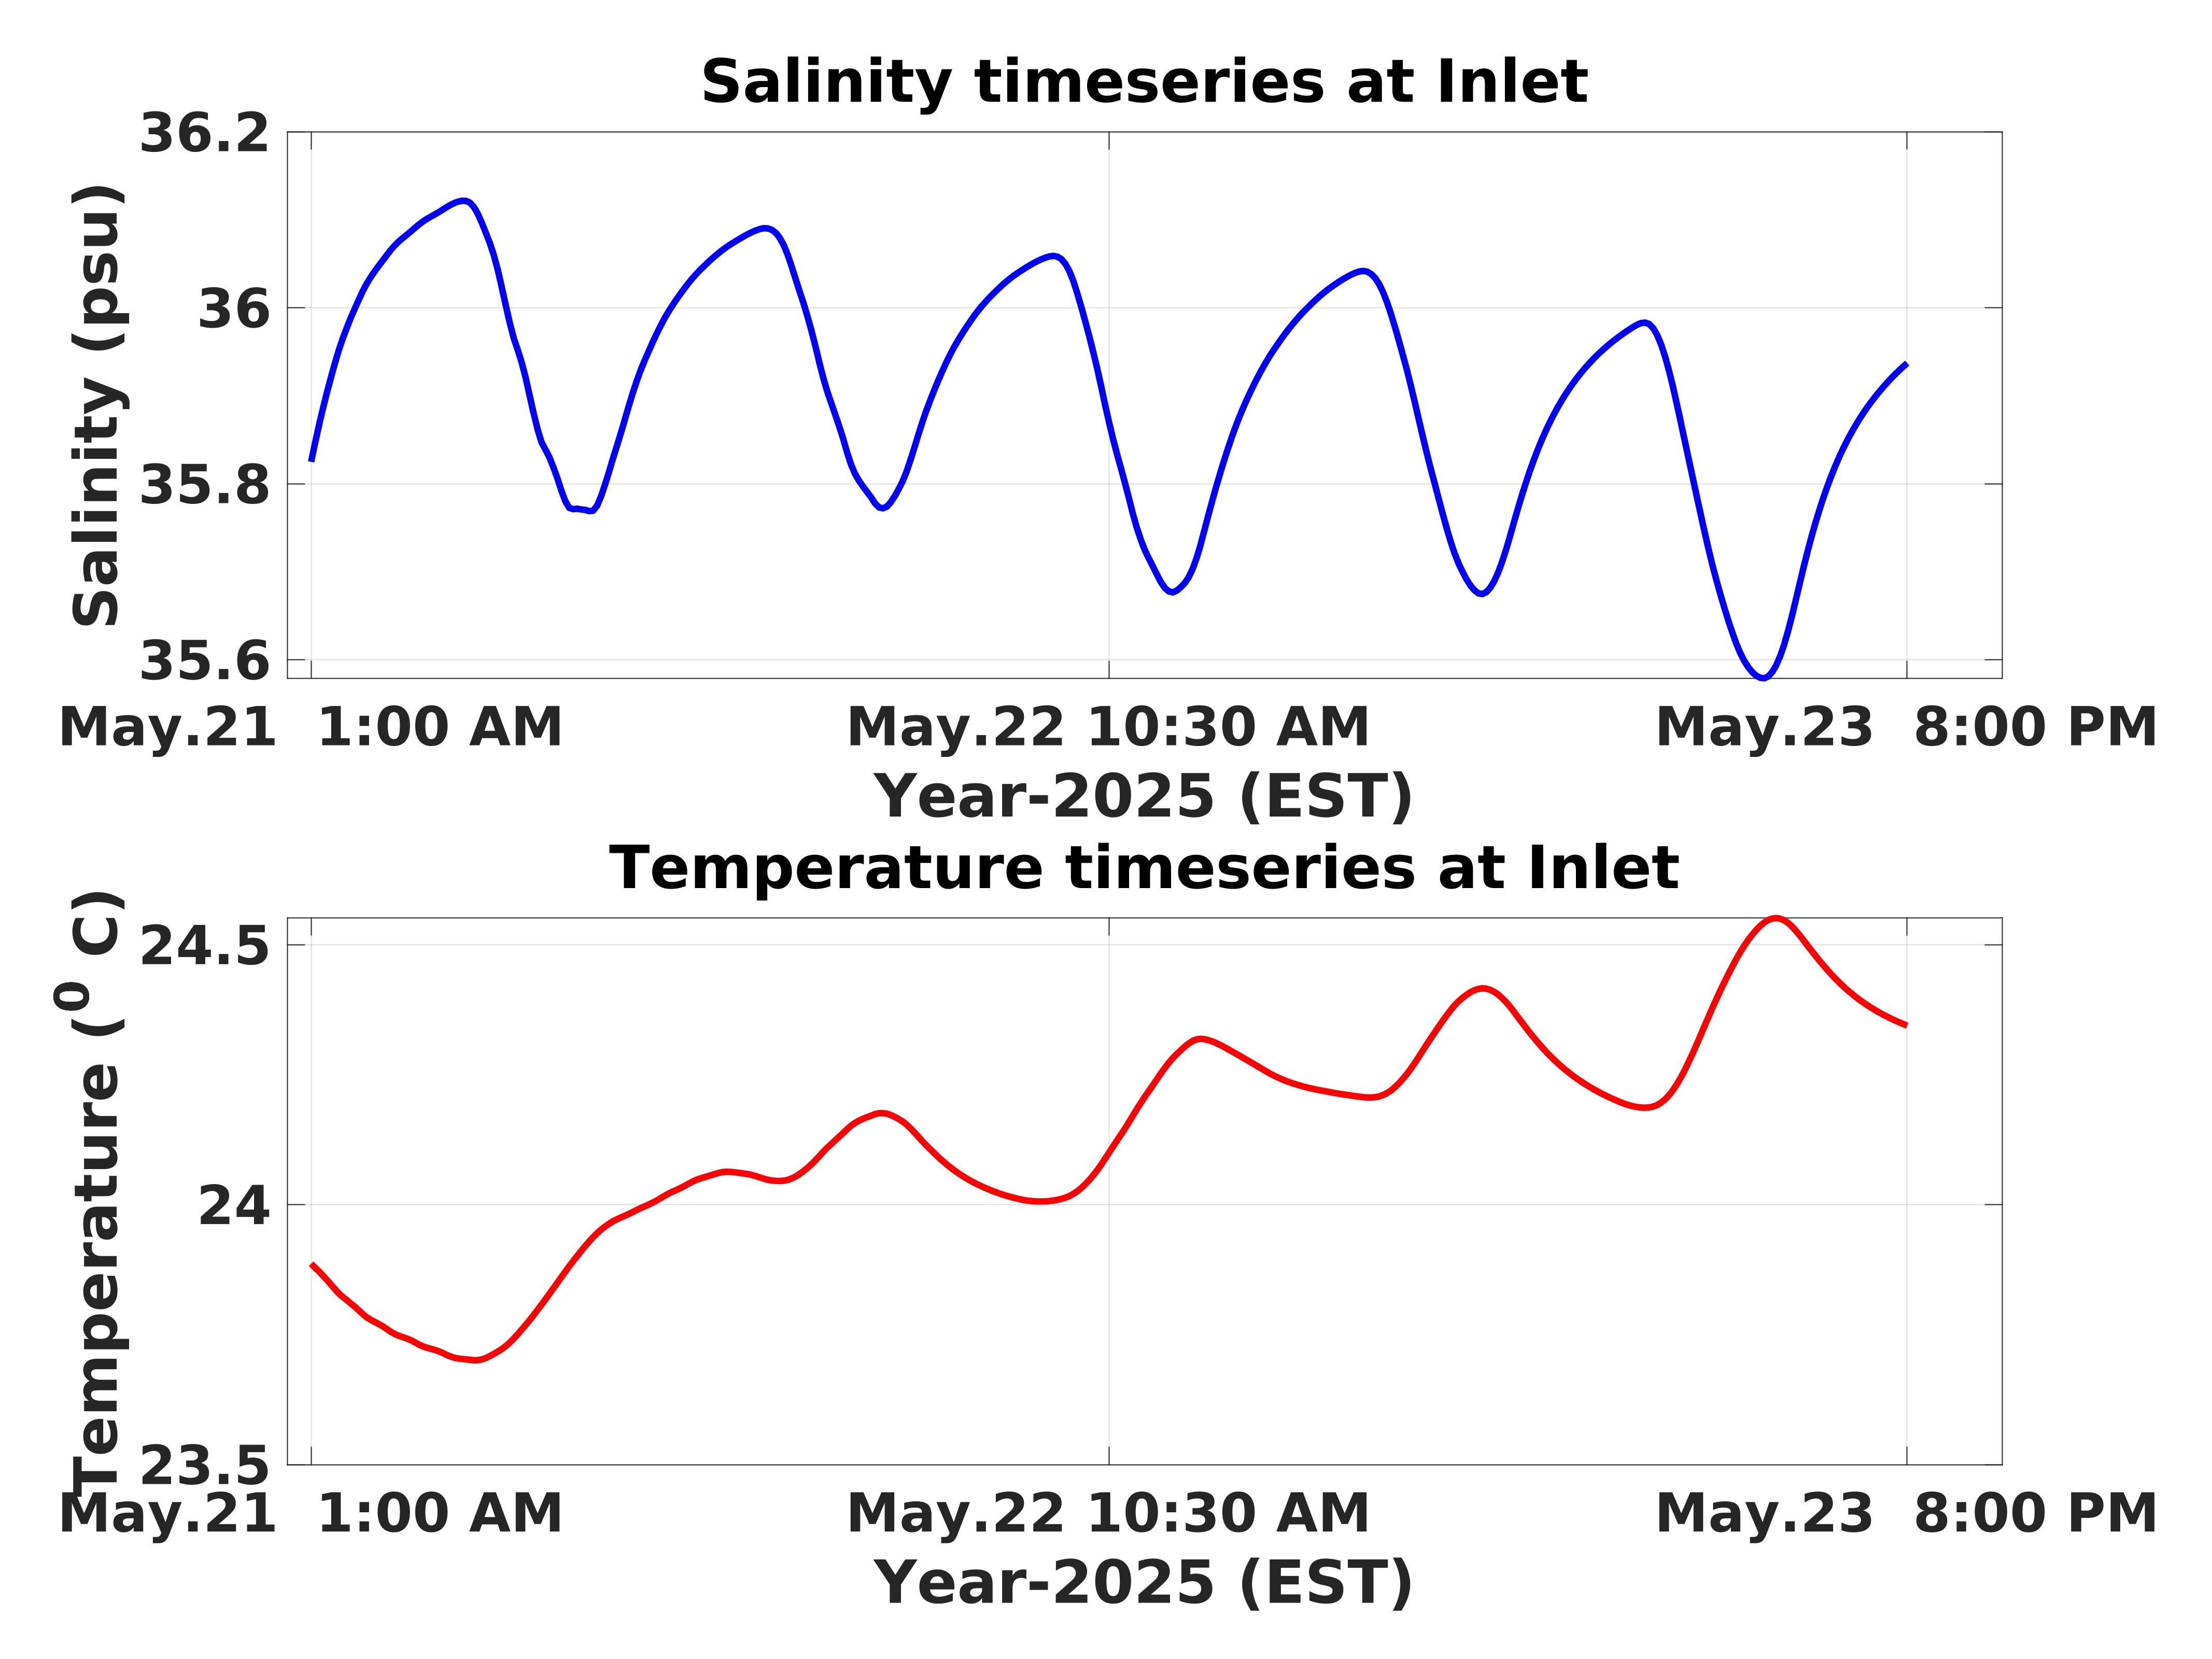 Salinity timeseries at Inlet
Salinity (psu)
36.2
36
35.8
35.6
May.21  1:00 AM
May.22 10:30 AM
May.23  8:00 PM
Year-2025 (EST)
Temperature timeseries at Inlet
Temperature (⁰ C)
24.5
24
23.5
May.21  1:00 AM
May.22 10:30 AM
May.23  8:00 PM
Year-2025 (EST)